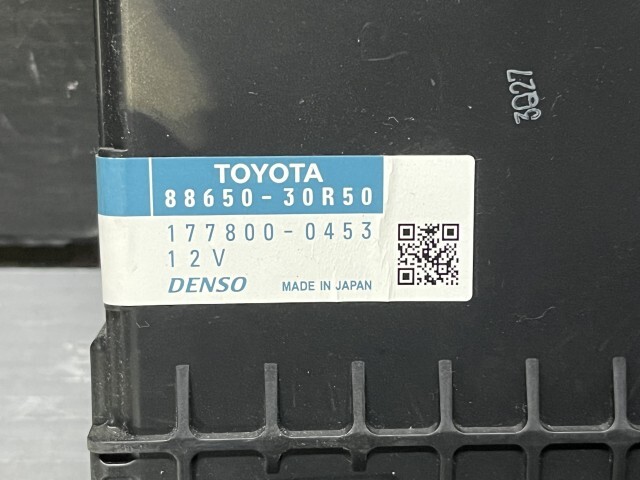 3027
TOYOTA
88650-30R50
177800-0453
12V
DENSO MADE IN JAPAN